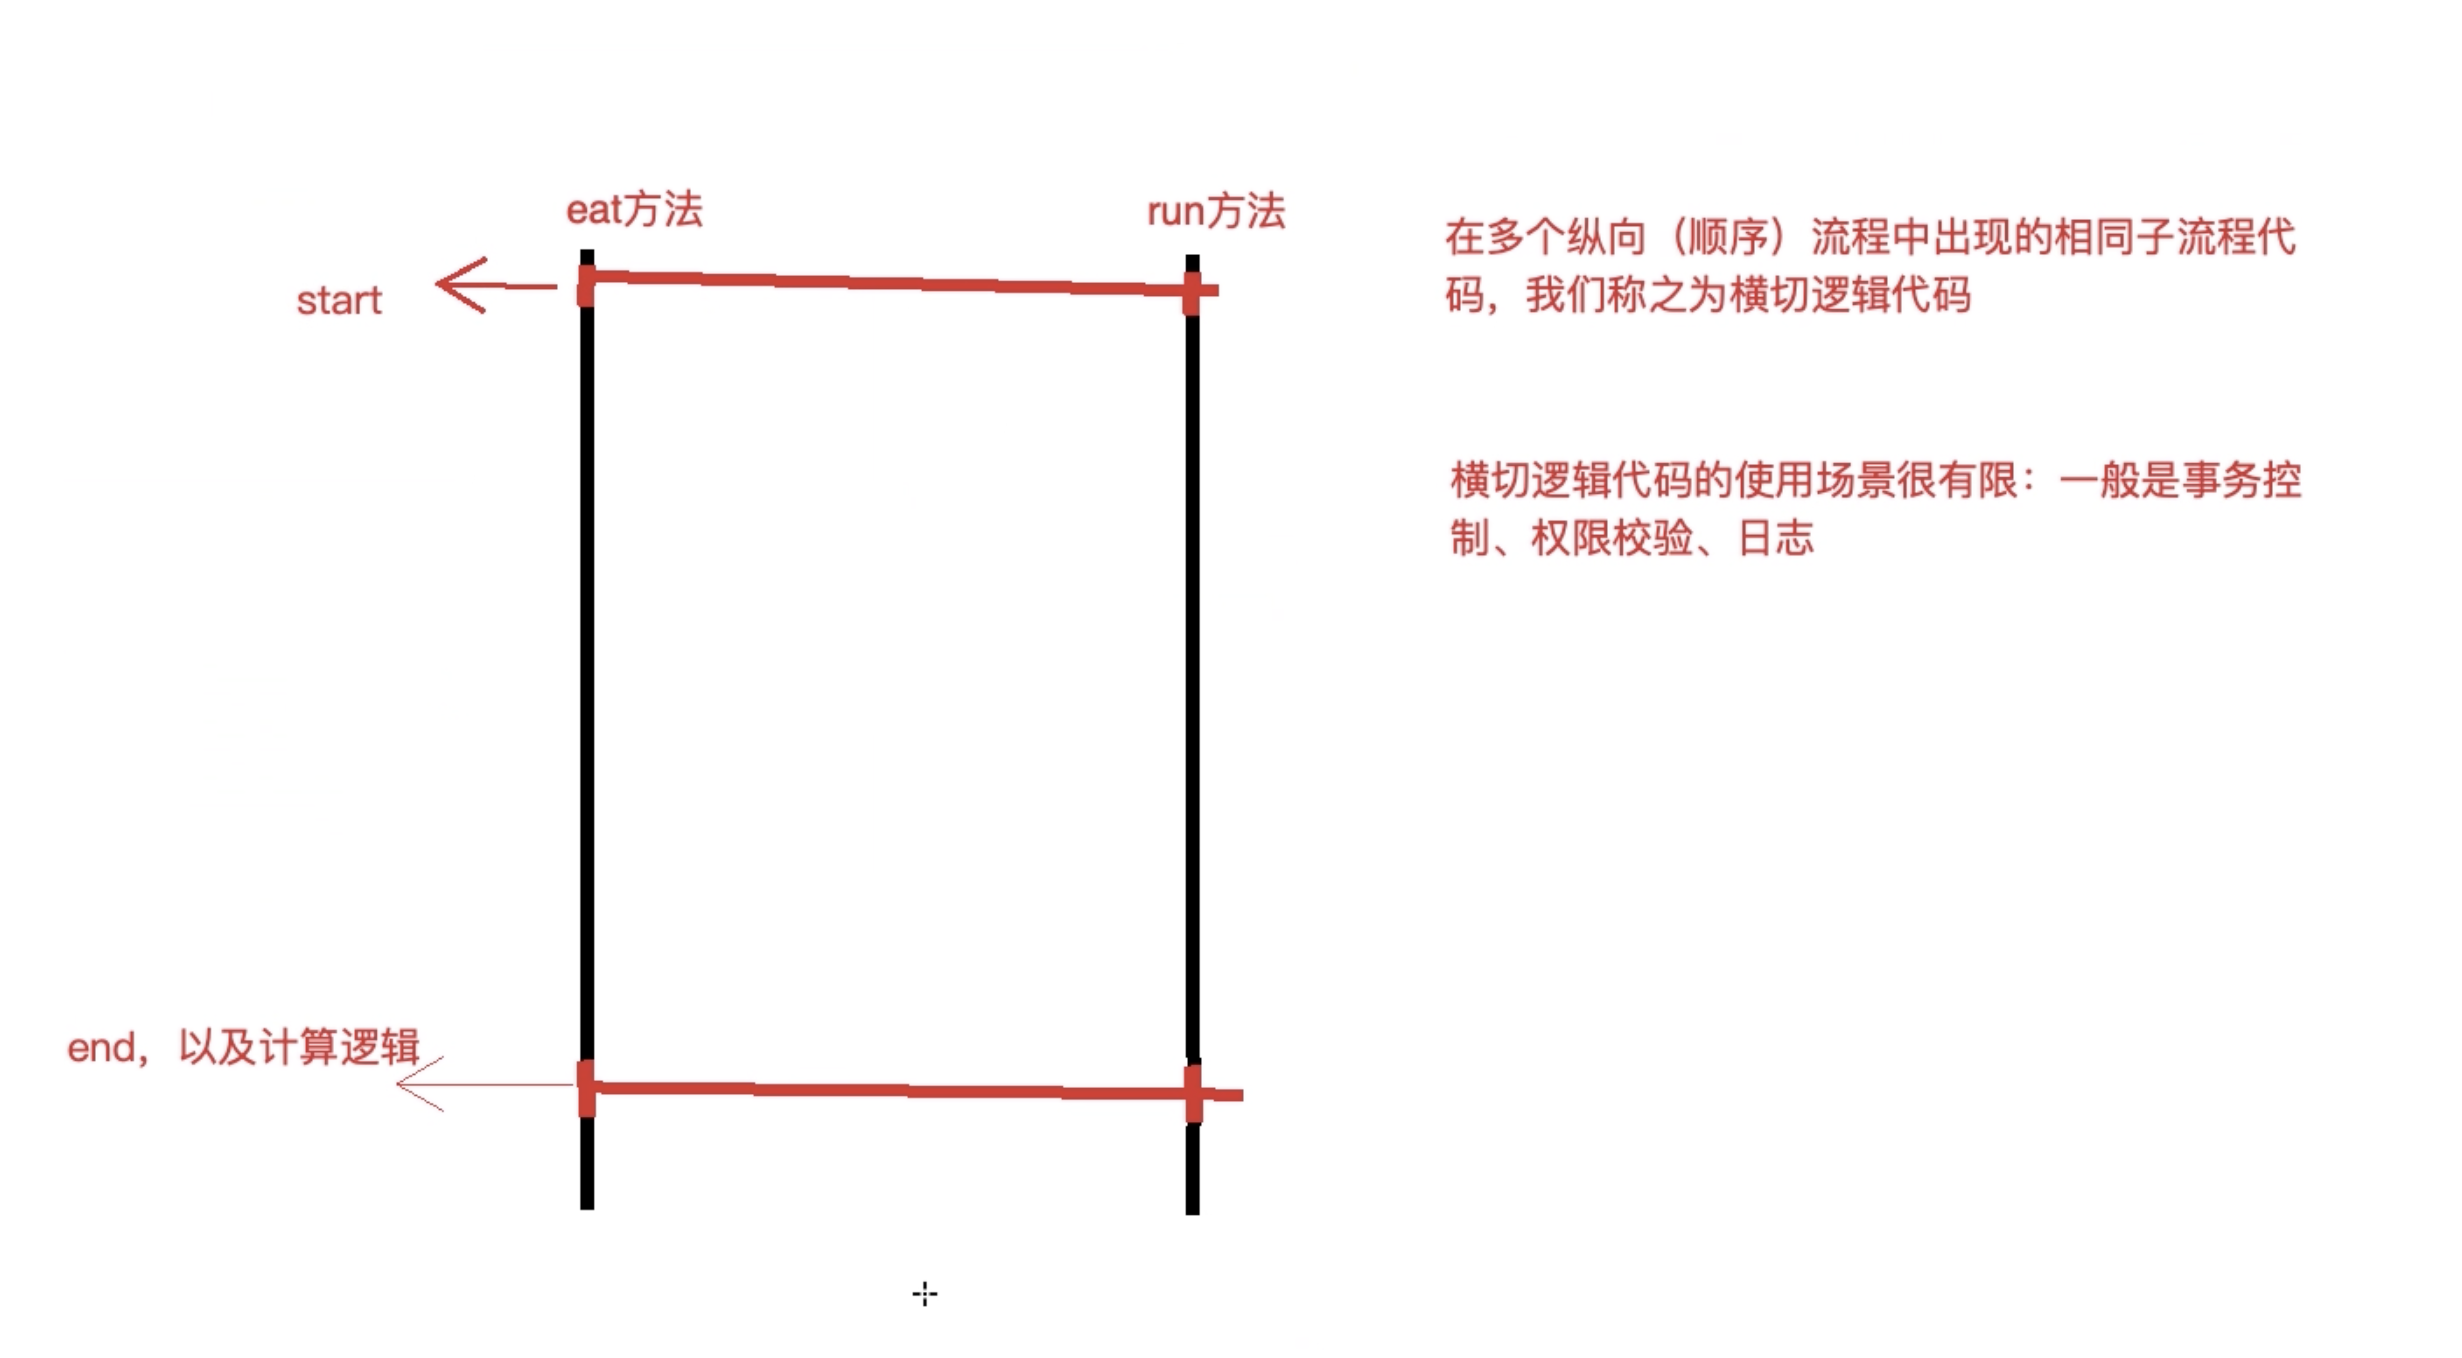 eat方法
run方法
start
在多个纵向（顺序）流程中出现的相同子流程代
码，我们称之为横切逻辑代码
横切逻辑代码的使用场景很有限：一般是事务控
制、权限校验、日志
end，以及计算逻辑